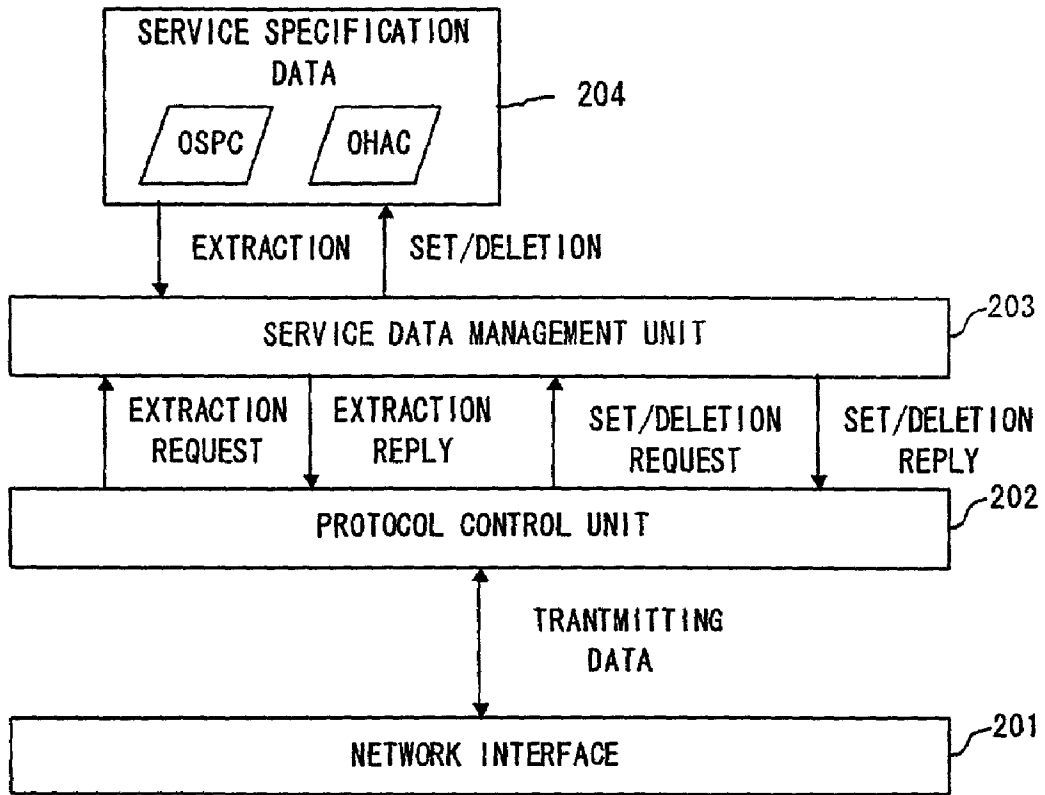 SERVICE SPECIFICATION
DATA
204
OSPC
OHAC
EXTRACTION
SET/DELETION
203
SERVICE DATA MANAGEMENT UNIT
EXTRACTION
REQUEST
EXTRACTION
REPLY
SET/DELETION
REQUEST
SET/DELETION
REPLY
202
PROTOCOL CONTROL UNIT
TRANTMITTING
DATA
201
NETWORK INTERFACE